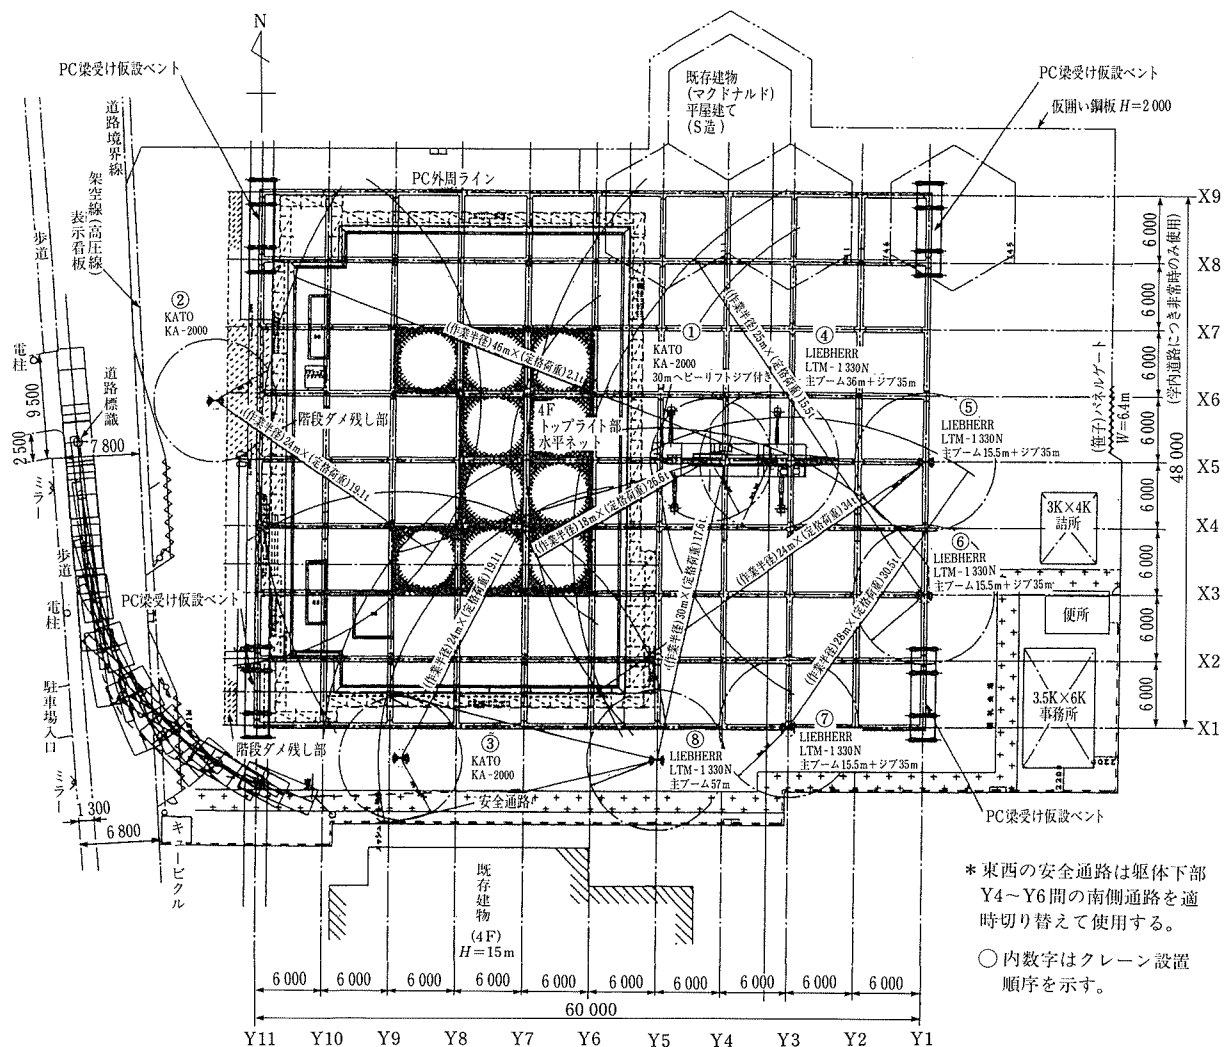 N
PC梁受け仮設ベント
既存建物
(マクドナルド)
平屋建て
(S造)
PC梁受け仮設ベント
仮囲い鋼板 H=2 000
道路境界線
架空線(高圧線)
表示看板
歩道
PC外周ライン
X9
X8
X7
X6
X5
X4
X3
X2
X1
6 000
6 000
6 000
6 000
6 000
6 000
6 000
6 000
48 000
(学内道路につき非常時のみ使用)
(笹子)パネルゲート
W=6.4m
②
KATO
KA-2000
電柱
道路標識
9 500
2 500
7 800
ミラー
歩道
電柱
駐車場入口
ミラー
1 300
6 800
キュービクル
①
KATO
KA-2000
30mヘビーリフトジブ付き
④
LIEBHERR
LTM-1 330N
主ブーム36m+ジブ35m
⑤
LIEBHERR
LTM-1 330N
主ブーム15.5m+ジブ35m
⑥
LIEBHERR
LTM-1 330N
主ブーム15.5m+ジブ35m
⑦
LIEBHERR
LTM-1 330N
主ブーム15.5m+ジブ35m
⑧
LIEBHERR
LTM-1 330N
主ブーム57m
③
KATO
KA-2000
(作業半径)46m×(定格荷重)2.1t
(作業半径)25m×(定格荷重)15.5t
(作業半径)24m×(定格荷重)19.1t
(作業半径)18m×(定格荷重)26.5t
(作業半径)24m×(定格荷重)34t
(作業半径)24m×(定格荷重)19.1t
(作業半径)30m×(定格荷重)17.6t
(作業半径)28m×(定格荷重)30.5t
階段ダメ残し部
4F
トップライト部
水平ネット
PC梁受け仮設ベント
階段ダメ残し部
安全通路
3K×4K
詰所
便所
3.5K×6K
事務所
PC梁受け仮設ベント
既存建物
(4F)
H=15m
*東西の安全通路は躯体下部
Y4〜Y6間の南側通路を適
時切り替えて使用する。
○内数字はクレーン設置
順序を示す。
6 000
6 000
6 000
6 000
6 000
6 000
6 000
6 000
6 000
6 000
60 000
Y11
Y10
Y9
Y8
Y7
Y6
Y5
Y4
Y3
Y2
Y1